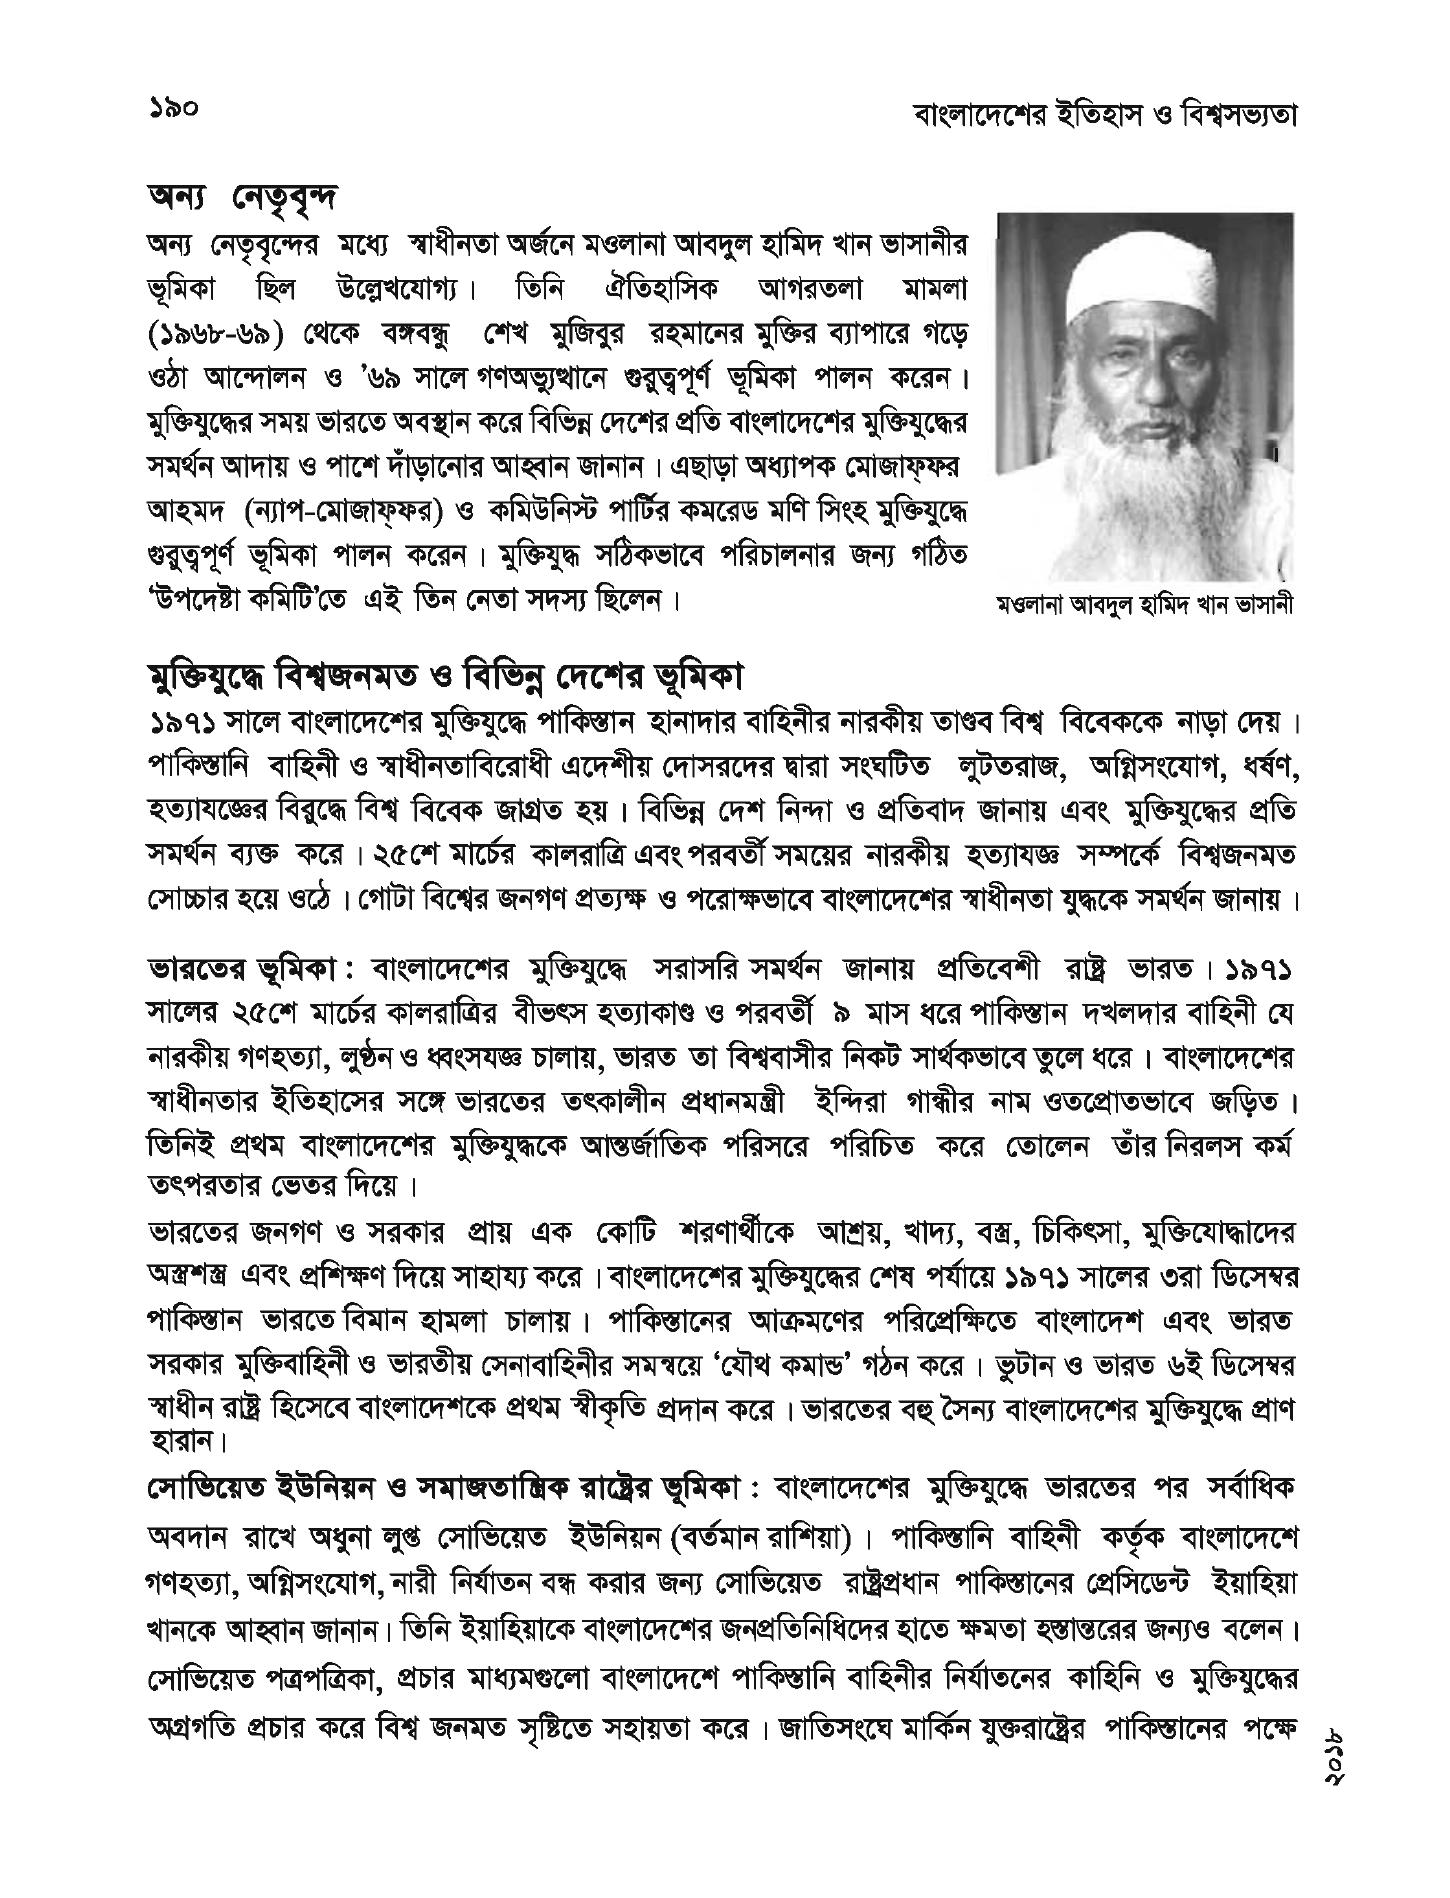 ১৯০
বাংলাদেশের ইতিহাস ও বিশ্বসভ্যতা
অন্য নেতৃবৃন্দ
অন্য নেতৃবৃন্দের মধ্যে স্বাধীনতা অর্জনে মওলানা আবদুল হামিদ খান ভাসানীর
ভূমিকা ছিল উল্লেখযোগ্য। তিনি ঐতিহাসিক আগরতলা মামলা
(১৯৬৮-৬৯) থেকে বঙ্গবন্ধু শেখ মুজিবুর রহমানের মুক্তির ব্যাপারে গড়ে
ওঠা আন্দোলন ও '৬৯ সালে গণঅভ্যুত্থানে গুরুত্বপূর্ণ ভূমিকা পালন করেন।
মুক্তিযুদ্ধের সময় ভারতে অবস্থান করে বিভিন্ন দেশের প্রতি বাংলাদেশের মুক্তিযুদ্ধের
সমর্থন আদায় ও পাশে দাঁড়ানোর আহ্বান জানান। এছাড়া অধ্যাপক মোজাফ্ফর
আহমদ (ন্যাপ-মোজাফ্ফর) ও কমিউনিস্ট পার্টির কমরেড মণি সিংহ মুক্তিযুদ্ধে
গুরুত্বপূর্ণ ভূমিকা পালন করেন। মুক্তিযুদ্ধ সঠিকভাবে পরিচালনার জন্য গঠিত
'উপদেষ্টা কমিটি'তে এই তিন নেতা সদস্য ছিলেন।
মওলানা আবদুল হামিদ খান ভাসানী
মুক্তিযুদ্ধে বিশ্বজনমত ও বিভিন্ন দেশের ভূমিকা
১৯৭১ সালে বাংলাদেশের মুক্তিযুদ্ধে পাকিস্তান হানাদার বাহিনীর নারকীয় তাণ্ডব বিশ্ব বিবেককে নাড়া দেয়।
পাকিস্তানি বাহিনী ও স্বাধীনতাবিরোধী এদেশীয় দোসরদের দ্বারা সংঘটিত লুটতরাজ, অগ্নিসংযোগ, ধর্ষণ,
হত্যাযজ্ঞের বিরুদ্ধে বিশ্ব বিবেক জাগ্রত হয়। বিভিন্ন দেশ নিন্দা ও প্রতিবাদ জানায় এবং মুক্তিযুদ্ধের প্রতি
সমর্থন ব্যক্ত করে। ২৫শে মার্চের কালরাত্রি এবং পরবর্তী সময়ের নারকীয় হত্যাযজ্ঞ সম্পর্কে বিশ্বজনমত
সোচ্চার হয়ে ওঠে। গোটা বিশ্বের জনগণ প্রত্যক্ষ ও পরোক্ষভাবে বাংলাদেশের স্বাধীনতা যুদ্ধকে সমর্থন জানায়।
ভারতের ভূমিকা : বাংলাদেশের মুক্তিযুদ্ধে সরাসরি সমর্থন জানায় প্রতিবেশী রাষ্ট্র ভারত। ১৯৭১
সালের ২৫শে মার্চের কালরাত্রির বীভৎস হত্যাকাণ্ড ও পরবর্তী ৯ মাস ধরে পাকিস্তান দখলদার বাহিনী যে
নারকীয় গণহত্যা, লুণ্ঠন ও ধ্বংসযজ্ঞ চালায়, ভারত তা বিশ্ববাসীর নিকট সার্থকভাবে তুলে ধরে। বাংলাদেশের
স্বাধীনতার ইতিহাসের সঙ্গে ভারতের তৎকালীন প্রধানমন্ত্রী ইন্দিরা গান্ধীর নাম ওতপ্রোতভাবে জড়িত।
তিনিই প্রথম বাংলাদেশের মুক্তিযুদ্ধকে আন্তর্জাতিক পরিসরে পরিচিত করে তোলেন তাঁর নিরলস কর্ম
তৎপরতার ভেতর দিয়ে।
ভারতের জনগণ ও সরকার প্রায় এক কোটি শরণার্থীকে আশ্রয়, খাদ্য, বস্ত্র, চিকিৎসা, মুক্তিযোদ্ধাদের
অস্ত্রশস্ত্র এবং প্রশিক্ষণ দিয়ে সাহায্য করে। বাংলাদেশের মুক্তিযুদ্ধের শেষ পর্যায়ে ১৯৭১ সালের ৩রা ডিসেম্বর
পাকিস্তান ভারতে বিমান হামলা চালায়। পাকিস্তানের আক্রমণের পরিপ্রেক্ষিতে বাংলাদেশ এবং ভারত
সরকার মুক্তিবাহিনী ও ভারতীয় সেনাবাহিনীর সমন্বয়ে 'যৌথ কমান্ড' গঠন করে। ভুটান ও ভারত ৬ই ডিসেম্বর
স্বাধীন রাষ্ট্র হিসেবে বাংলাদেশকে প্রথম স্বীকৃতি প্রদান করে। ভারতের বহু সৈন্য বাংলাদেশের মুক্তিযুদ্ধে প্রাণ
হারান।
সোভিয়েত ইউনিয়ন ও সমাজতান্ত্রিক রাষ্ট্রের ভূমিকা : বাংলাদেশের মুক্তিযুদ্ধে ভারতের পর সর্বাধিক
অবদান রাখে অধুনা লুপ্ত সোভিয়েত ইউনিয়ন (বর্তমান রাশিয়া)। পাকিস্তানি বাহিনী কর্তৃক বাংলাদেশে
গণহত্যা, অগ্নিসংযোগ, নারী নির্যাতন বন্ধ করার জন্য সোভিয়েত রাষ্ট্রপ্রধান পাকিস্তানের প্রেসিডেন্ট ইয়াহিয়া
খানকে আহ্বান জানান। তিনি ইয়াহিয়াকে বাংলাদেশের জনপ্রতিনিধিদের হাতে ক্ষমতা হস্তান্তরের জন্যও বলেন।
সোভিয়েত পত্রপত্রিকা, প্রচার মাধ্যমগুলো বাংলাদেশে পাকিস্তানি বাহিনীর নির্যাতনের কাহিনি ও মুক্তিযুদ্ধের
অগ্রগতি প্রচার করে বিশ্ব জনমত সৃষ্টিতে সহায়তা করে। জাতিসংঘে মার্কিন যুক্তরাষ্ট্রের পাকিস্তানের পক্ষে
২০১৮